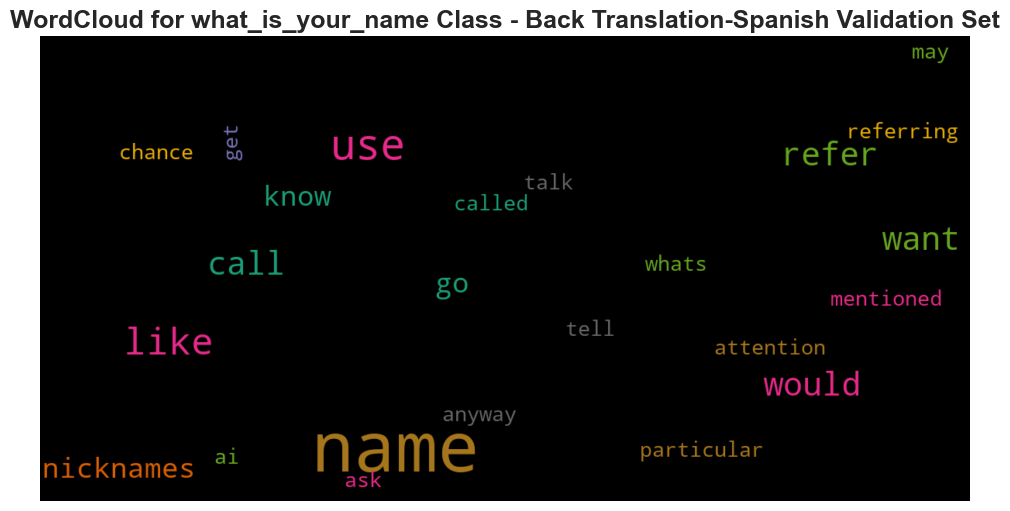 WordCloud for what_is_your_name Class - Back Translation-Spanish Validation Set
may
referring
get
use
chance
refer
talk
know
called
want
call
whats
go
mentioned
tell
like
attention
would
anyway
name
particular
ai
nicknames
ask